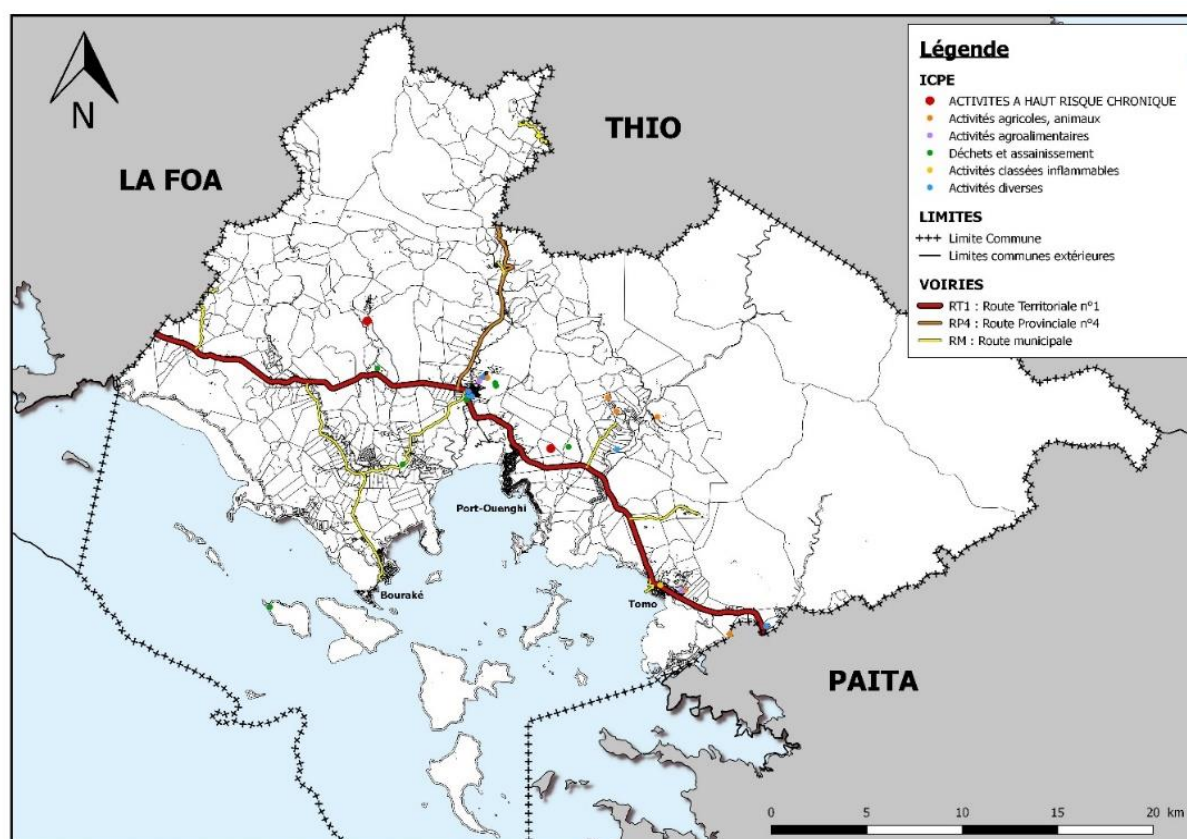 Légende
ICPE
ACTIVITES A HAUT RISQUE CHRONIQUE
Activités agricoles, animaux
Activités agroalimentaires
Déchets et assainissement
Activités classées inflammables
Activités diverses
LIMITES
Limite Commune
Limites communes extérieures
VOIRIES
RT1 : Route Territoriale n°1
RP4 : Route Provinciale n°4
RM : Route municipale
N
THIO
LA FOA
Port-Ouenghi
Bouraké
Tomo
PAITA
0 5 10 15 20 km